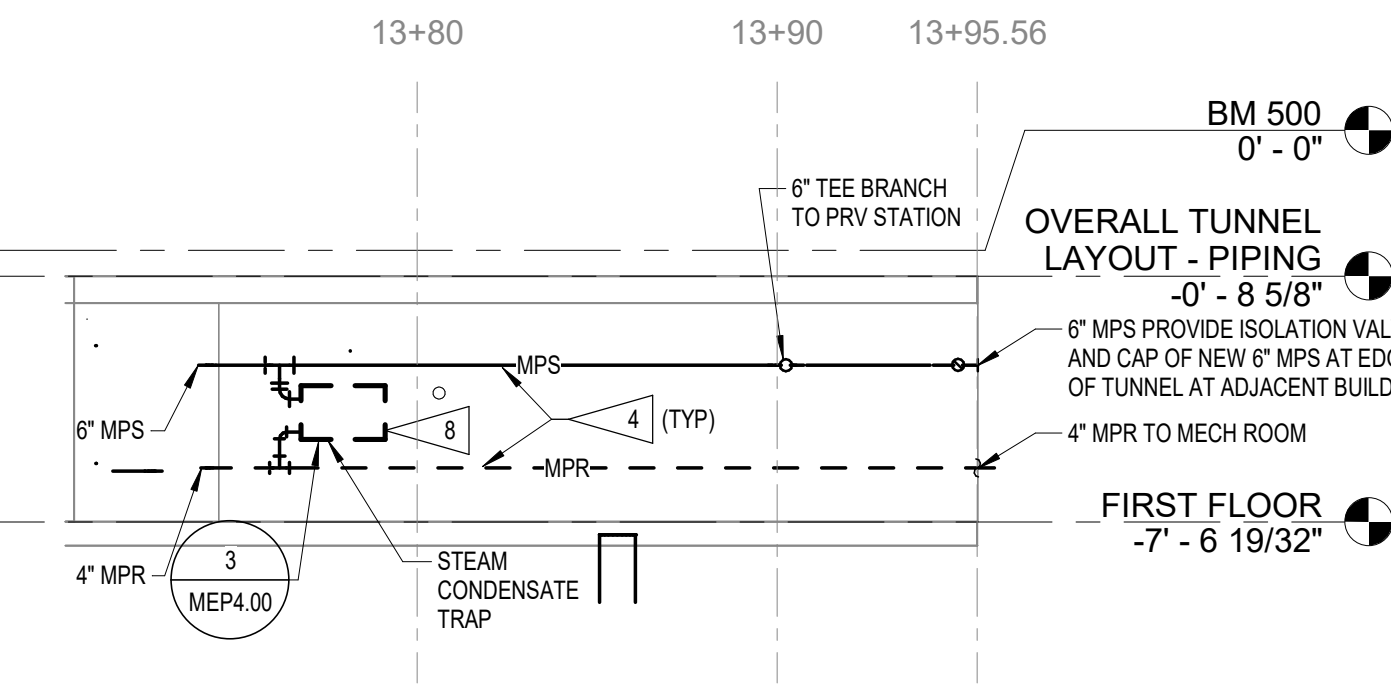 13+80
13+90
13+95.56
BM 500
0' - 0"
6" TEE BRANCH
TO PRV STATION
OVERALL TUNNEL
LAYOUT - PIPING
-0' - 8 5/8"
6" MPS PROVIDE ISOLATION VAL
AND CAP OF NEW 6" MPS AT EDG
OF TUNNEL AT ADJACENT BUILD
MPS
6" MPS
8
4
(TYP)
4" MPR TO MECH ROOM
MPR
FIRST FLOOR
-7' - 6 19/32"
4" MPR
3
MEP4.00
STEAM
CONDENSATE
TRAP